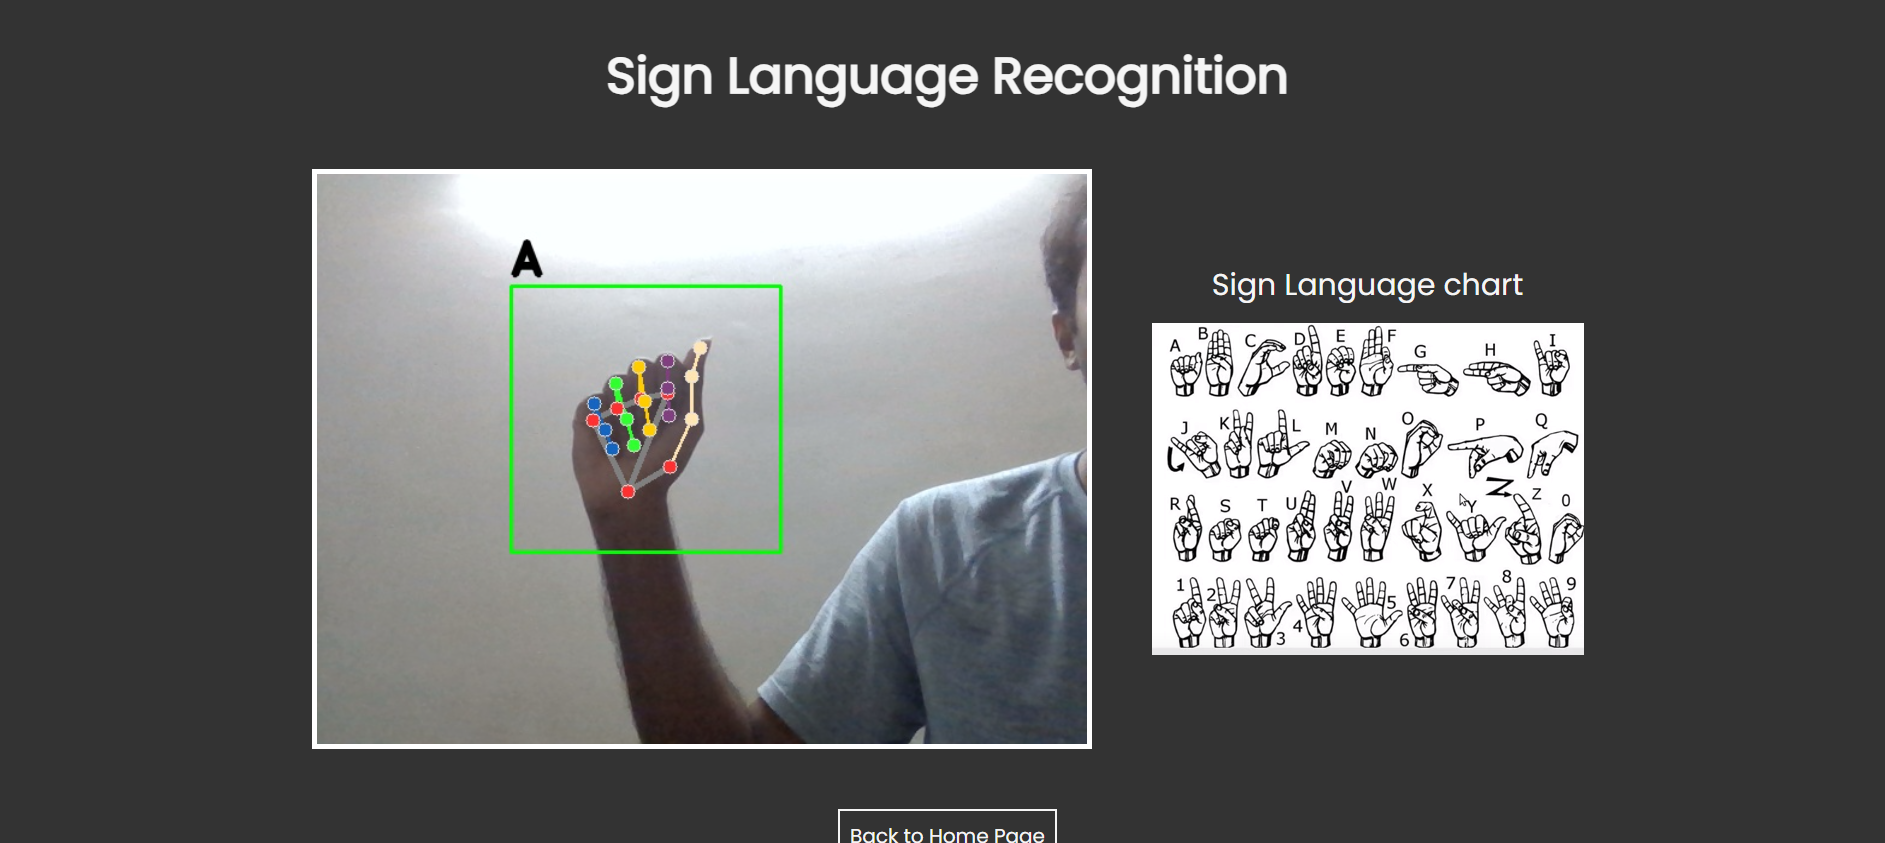 Sign Language Recognition
A
Sign Language chart
A B C D E F G H I
J K L M N O P Q
R S T U V W X Y Z 0
1 2 3 4 5 6 7 8 9
Back to Home Page